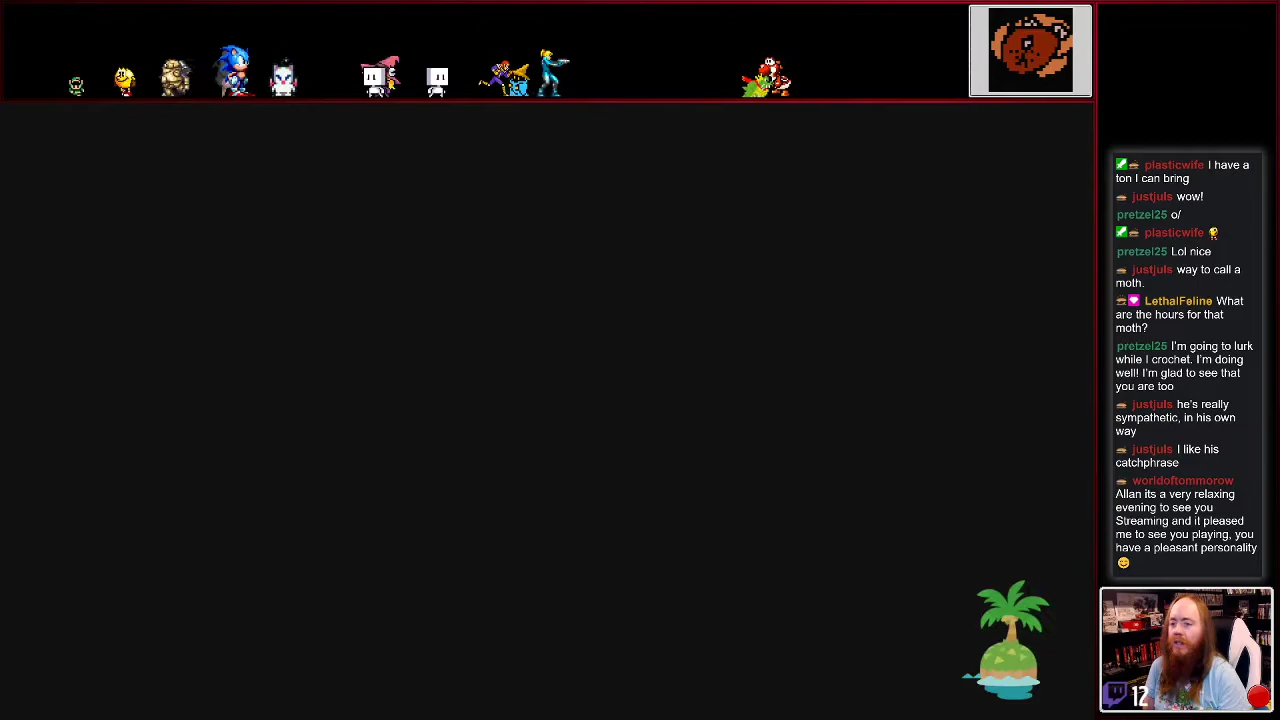 plasticwife I have a
ton I can bring
justjuls wow!
pretzel25 o/
plasticwife
pretzel25 Lol nice
justjuls way to call a
moth.
LethalFeline What
are the hours for that
moth?
pretzel25 I'm going to lurk
while I crochet. I'm doing
well! I'm glad to see that
you are too
justjuls he's really
sympathetic, in his own
way
justjuls I like his
catchphrase
worldoftommorow
Allan its a very relaxing
evening to see you
Streaming and it pleased
me to see you playing, you
have a pleasant personality
😊
12